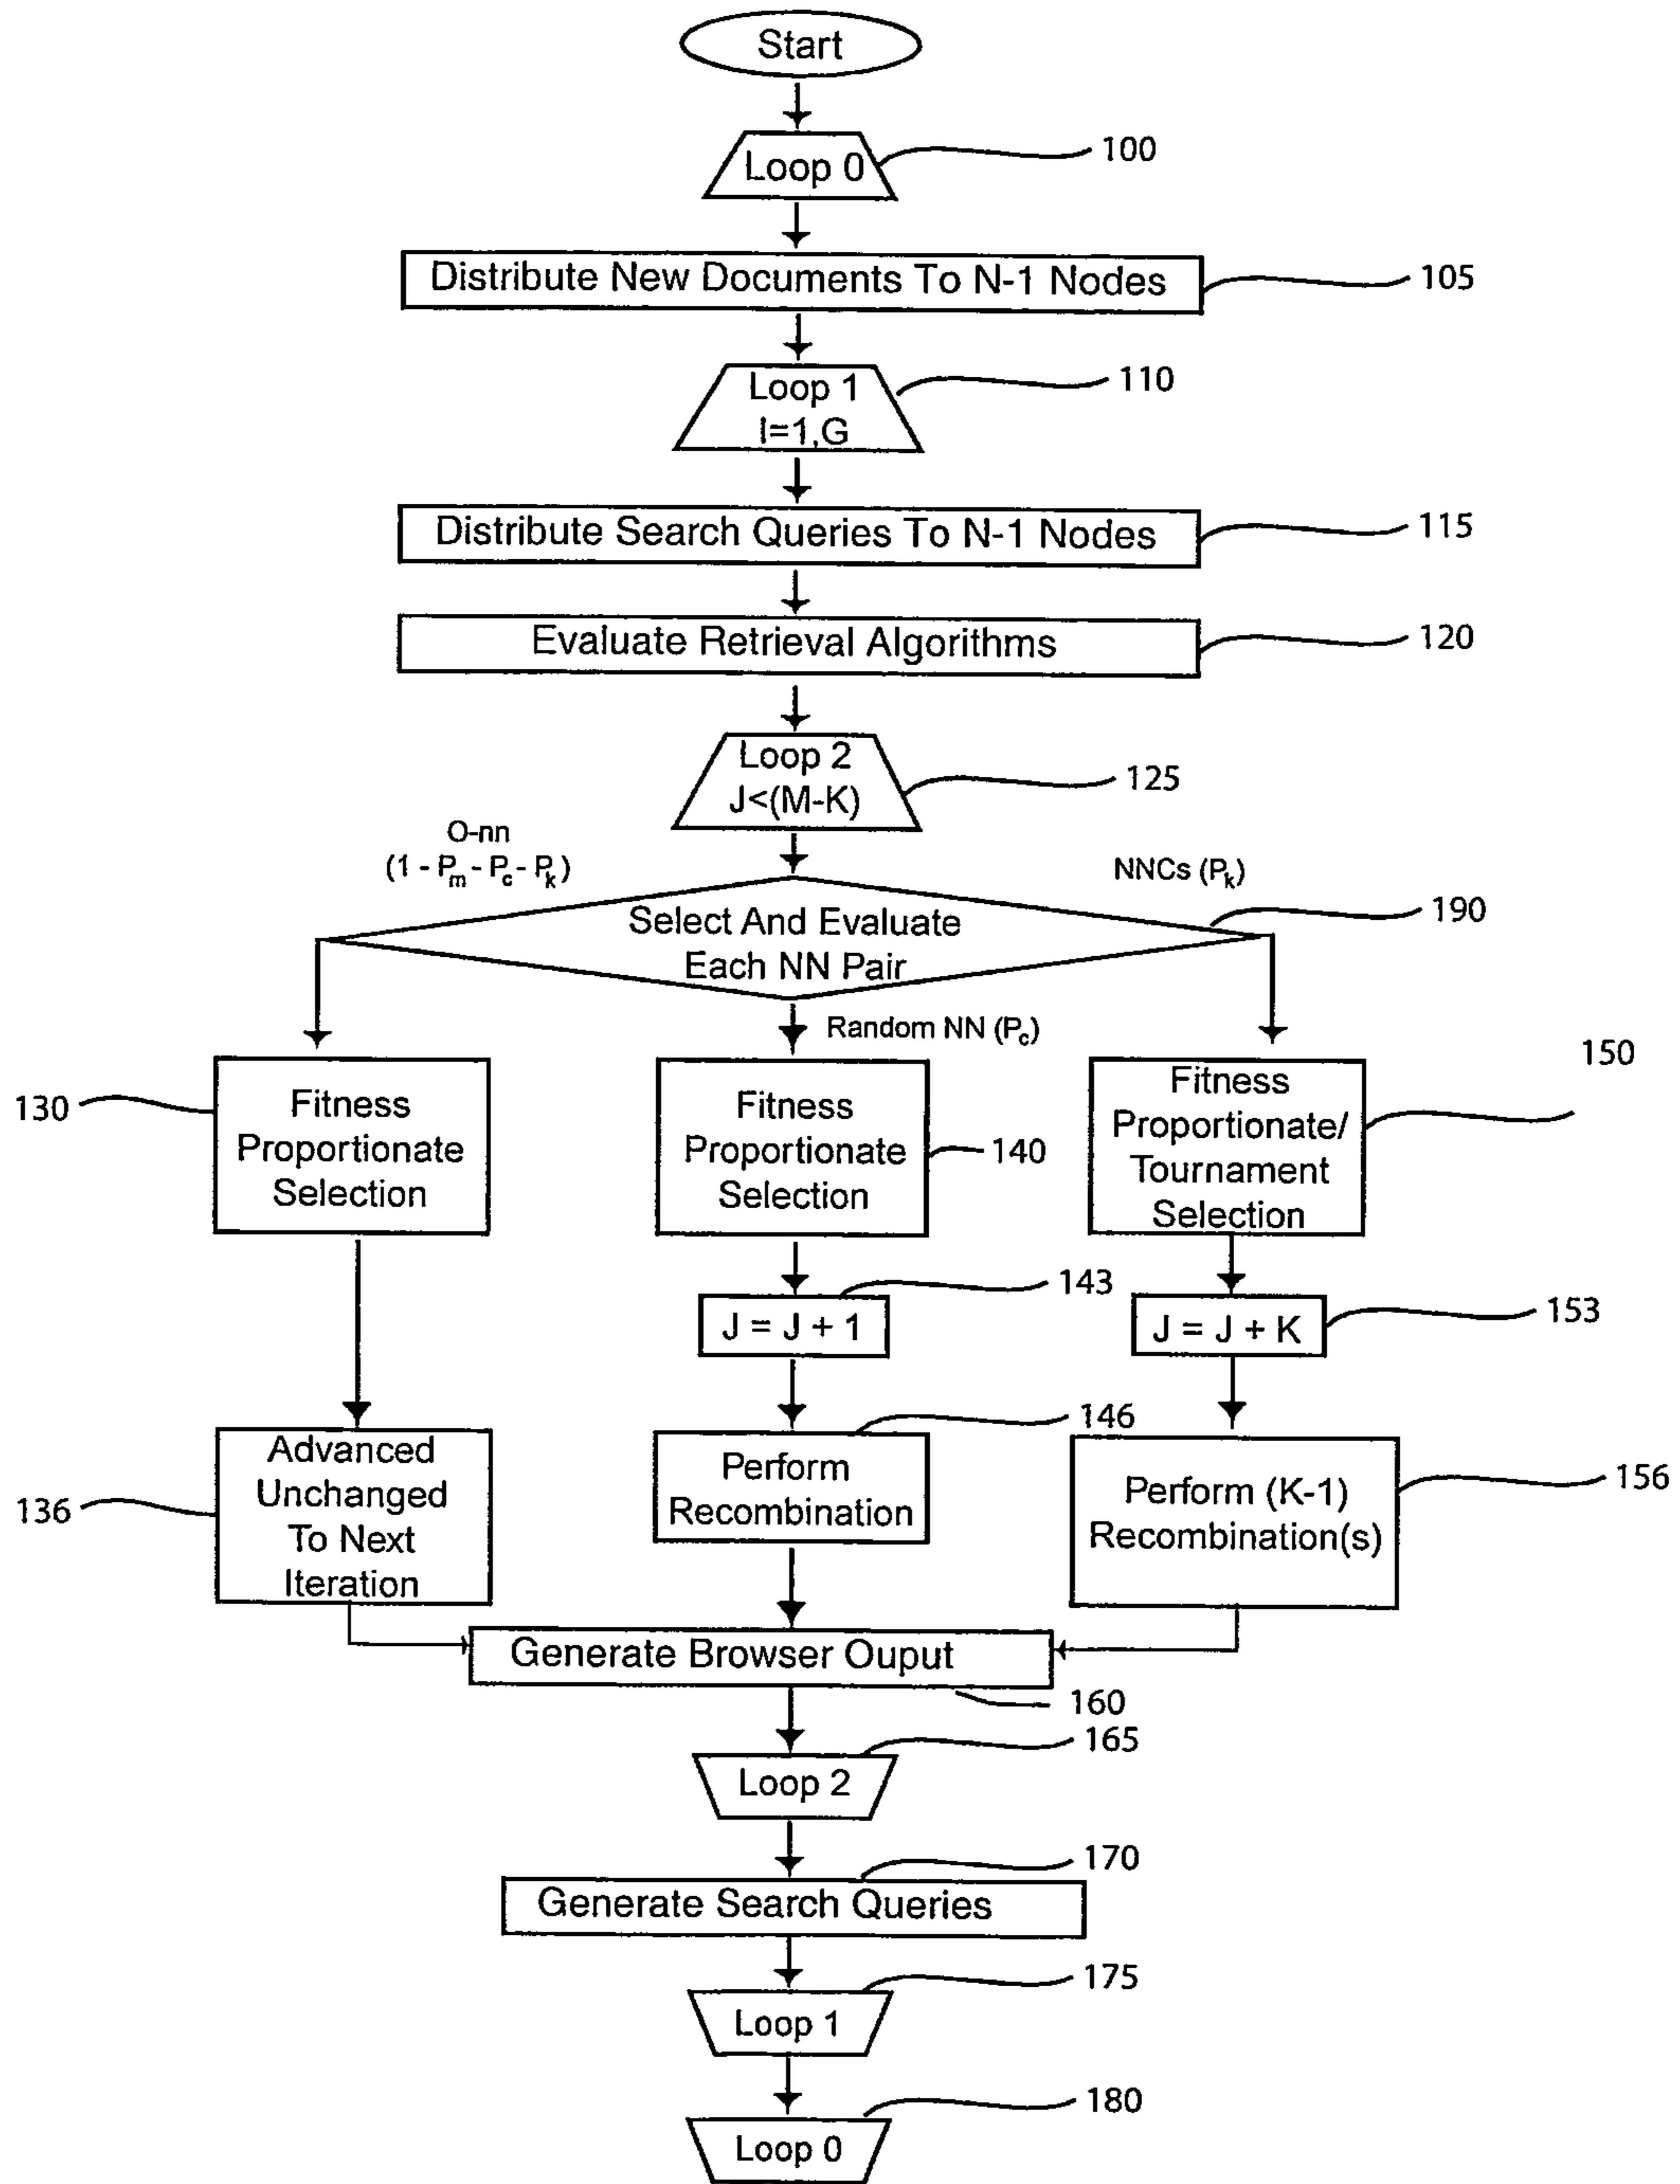 Start
Loop 0
100
Distribute New Documents To N-1 Nodes
105
Loop 1
I=1,G
110
Distribute Search Queries To N-1 Nodes
115
Evaluate Retrieval Algorithms
120
Loop 2
J<(M-K)
125
O-nn
(1 - Pm - Pc - Pk)
NNCs (Pk)
Select And Evaluate
Each NN Pair
190
Random NN (Pc)
130
Fitness
Proportionate
Selection
Fitness
Proportionate
Selection
140
Fitness
Proportionate/
Tournament
Selection
150
J = J + 1
143
J = J + K
153
136
Advanced
Unchanged
To Next
Iteration
Perform
Recombination
146
Perform (K-1)
Recombination(s)
156
Generate Browser Ouput
160
Loop 2
165
Generate Search Queries
170
Loop 1
175
Loop 0
180